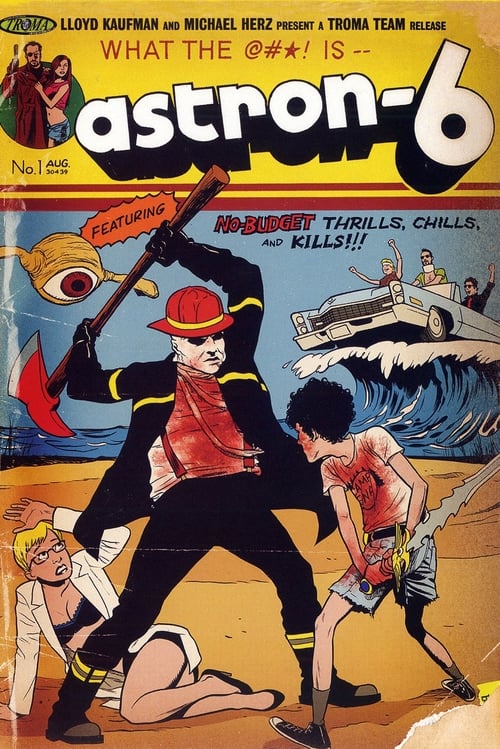 TROMA
LLOYD KAUFMAN AND MICHAEL HERZ PRESENT A TROMA TEAM RELEASE
WHAT THE @#★! IS --
astron-6
No.1 AUG.
30439
FEATURING
NO-BUDGET THRILLS, CHILLS,
AND KILLS!!!